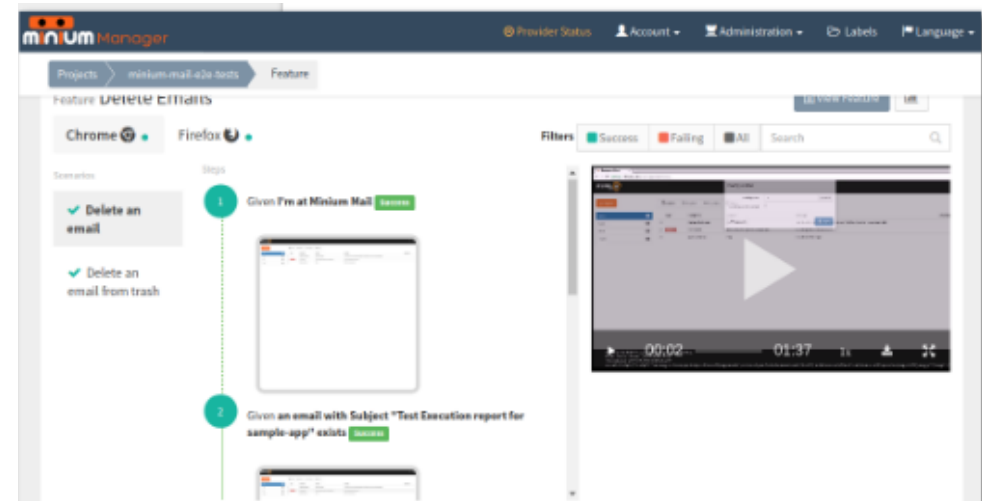 minium Manager
Provider Status
Account
Administration
Labels
Language
Projects
minium-mail-e2e-tests
Feature
Feature Delete Emails
View Feature
Chrome
Firefox
Filters
Success
Failing
All
Search
Scenarios
Steps
Delete an
email
Delete an
email from trash
1
Given I'm at Minium Mail Success
2
Given an email with Subject "Test Execution report for
sample-app" exists Success
00:02
01:37
1x